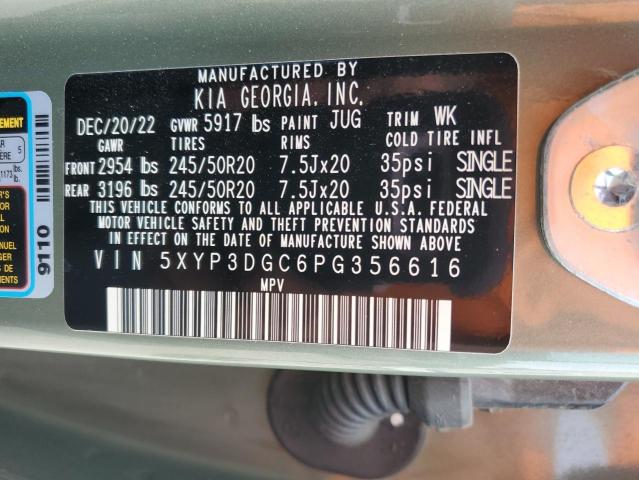 MANUFACTURED BY
KIA GEORGIA, INC.
DEC/20/22 GVWR 5917 lbs PAINT JUG TRIM WK
GAWR TIRES RIMS COLD TIRE INFL
FRONT 2954 lbs 245/50R20 7.5Jx20 35psi SINGLE
REAR 3196 lbs 245/50R20 7.5Jx20 35psi SINGLE
THIS VEHICLE CONFORMS TO ALL APPLICABLE U.S.A. FEDERAL
MOTOR VEHICLE SAFETY AND THEFT PREVENTION STANDARDS
IN EFFECT ON THE DATE OF MANUFACTURE SHOWN ABOVE
VIN 5XYP3DGC6PG356616
MPV
9110
5
1173
lbs.